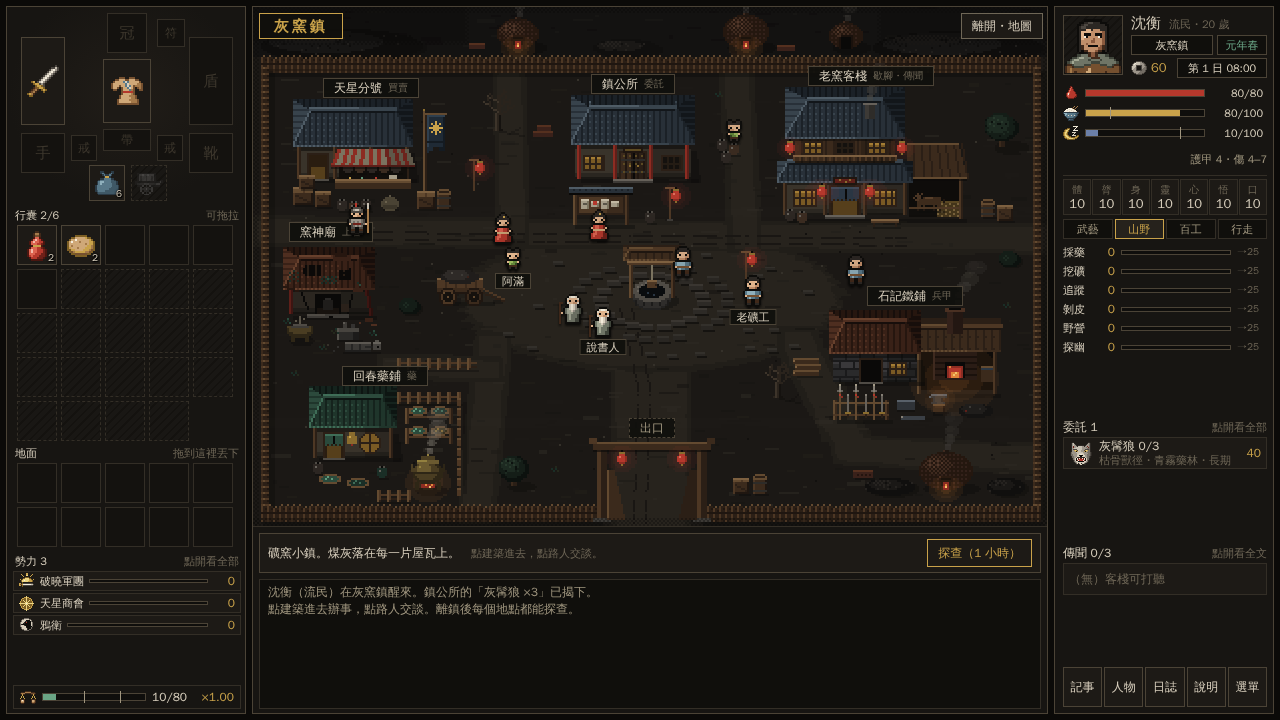 冠
符
盾
手
戒
帶
戒
靴
6
行囊 2/6
可拖拉
2
2
地面
拖到這裡丟下
勢力 3
點開看全部
破曉軍團
0
天星商會
0
鴉衛
0
10/80
×1.00
灰窯鎮
離開・地圖
天星分號 買賣
鎮公所 委託
老窯客棧 歇腳・傳聞
窯神廟
阿滿
老礦工
說書人
石記鐵鋪 兵甲
回春藥鋪 藥
出口
礦窯小鎮。煤灰落在每一片屋瓦上。
點建築進去，點路人交談。
探查（1 小時）
沈衡（流民）在灰窯鎮醒來。鎮公所的「灰髯狼 ×3」已揭下。
點建築進去辦事，點路人交談。離鎮後每個地點都能探查。
沈衡 流民・20 歲
灰窯鎮
元年春
60
第 1 日 08:00
80/80
80/100
10/100
護甲 4・傷 4–7
體 臂 身 靈 心 悟 口
10 10 10 10 10 10 10
武藝
山野
百工
行走
採藥 0 →25
挖礦 0 →25
追蹤 0 →25
剝皮 0 →25
野營 0 →25
探幽 0 →25
委託 1
點開看全部
灰髯狼 0/3
枯骨獸徑・青霧藥林・長期
40
傳聞 0/3
點開看全文
（無）客棧可打聽
記事
人物
日誌
說明
選單